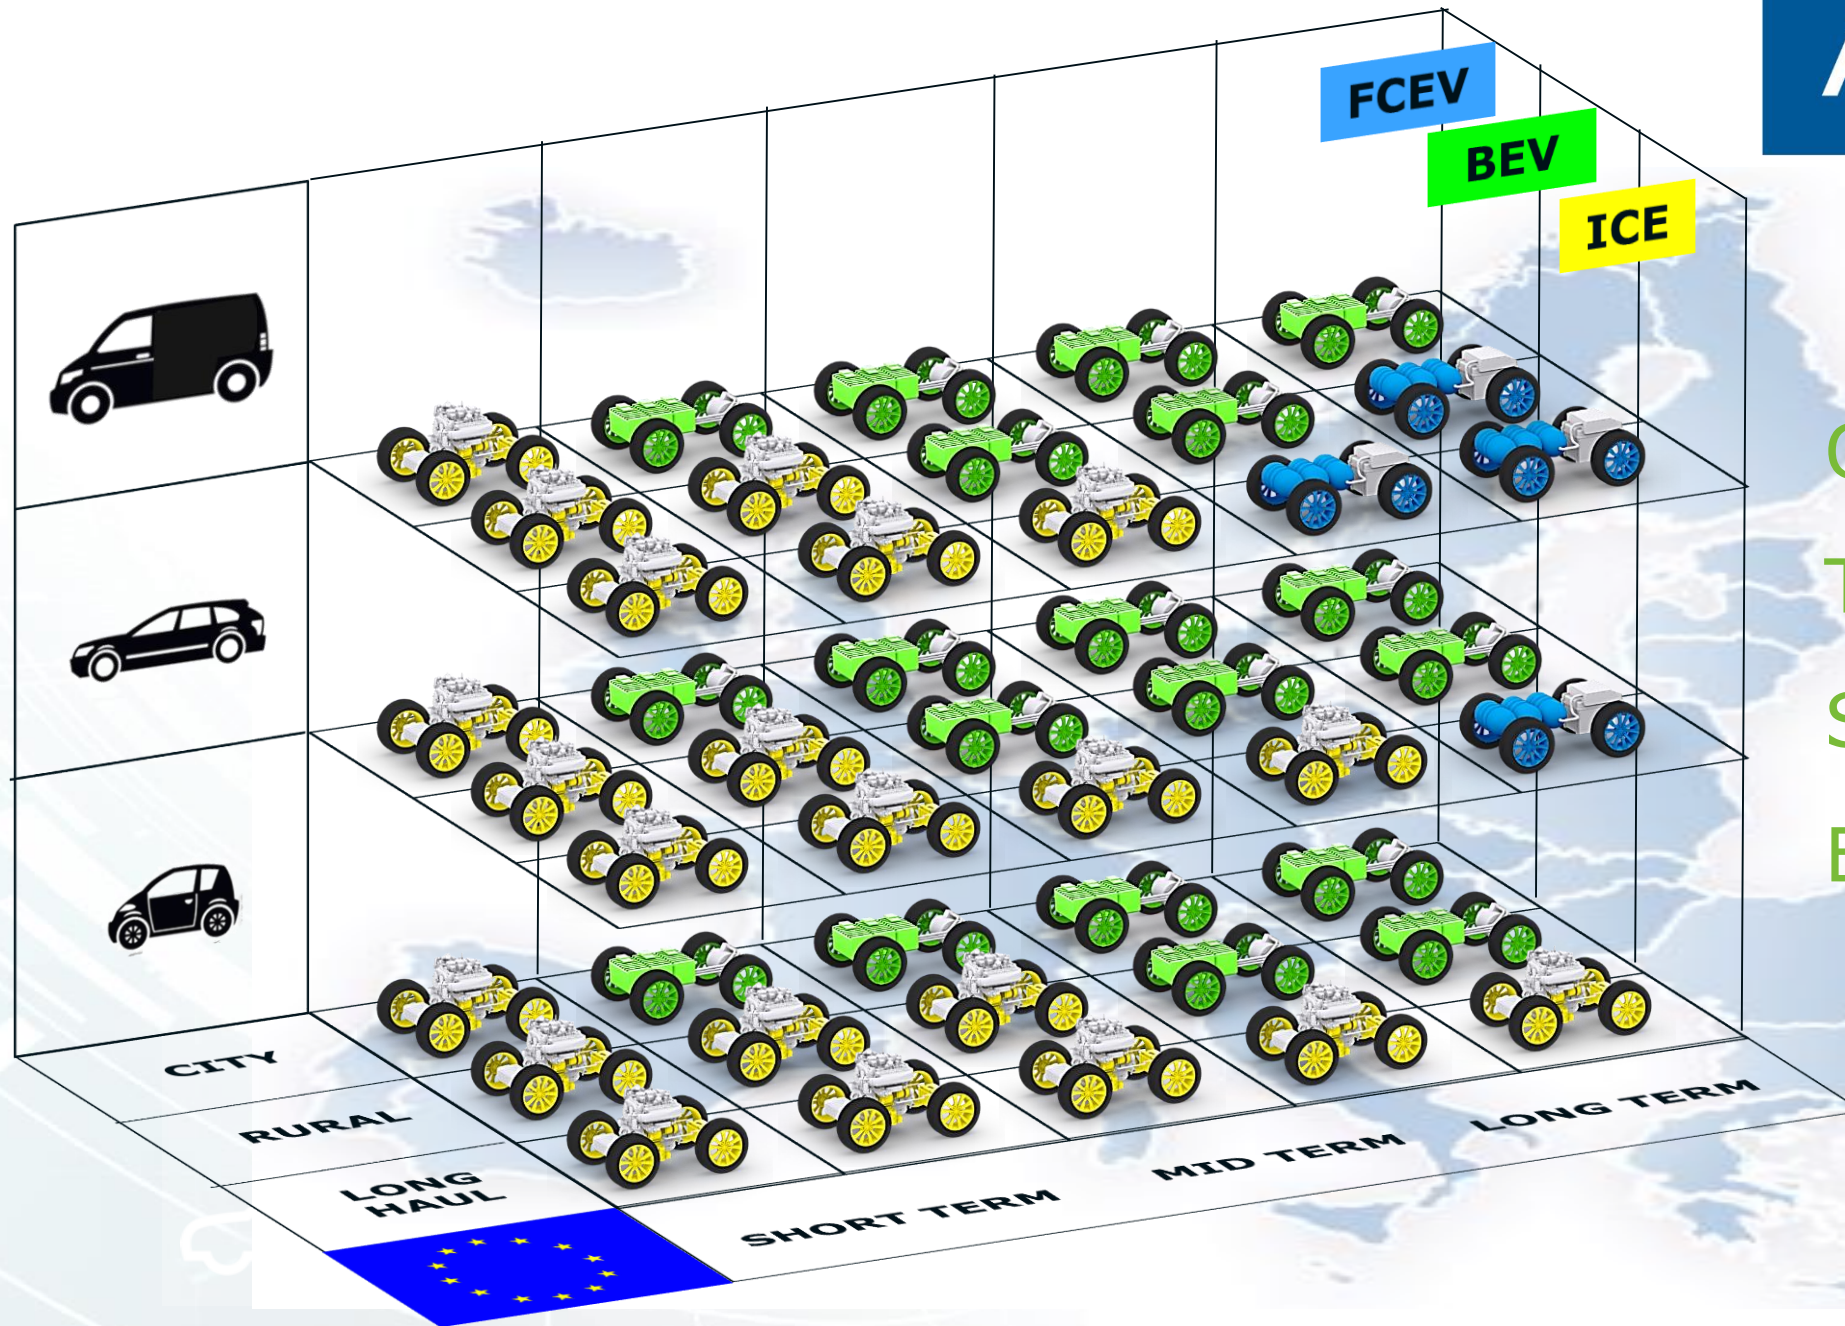 FCEV
BEV
ICE
CITY
RURAL
LONG
HAUL
SHORT TERM
MID TERM
LONG TERM